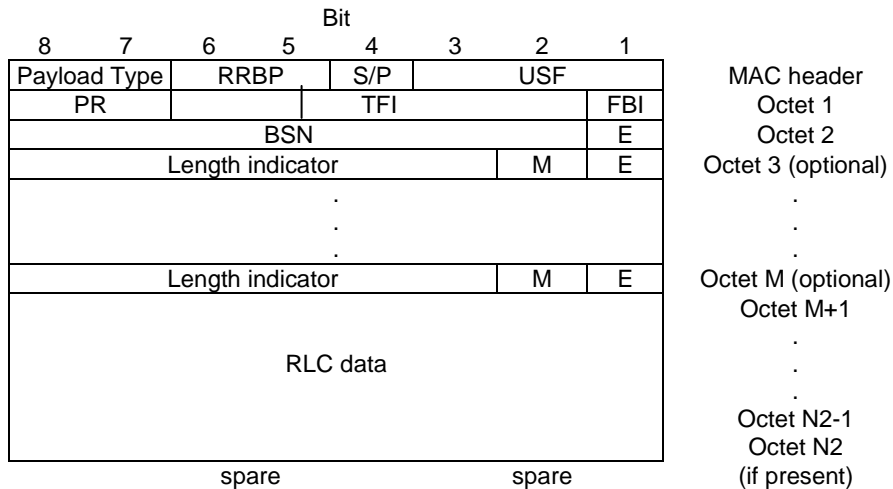 Bit
8 7 6 5 4 3 2 1
Payload Type RRBP S/P USF MAC header
PR TFI FBI Octet 1
BSN E Octet 2
Length indicator M E Octet 3 (optional)
. .
. .
. .
Length indicator M E Octet M (optional)
Octet M+1
.
RLC data .
.
Octet N2-1
Octet N2
spare spare (if present)